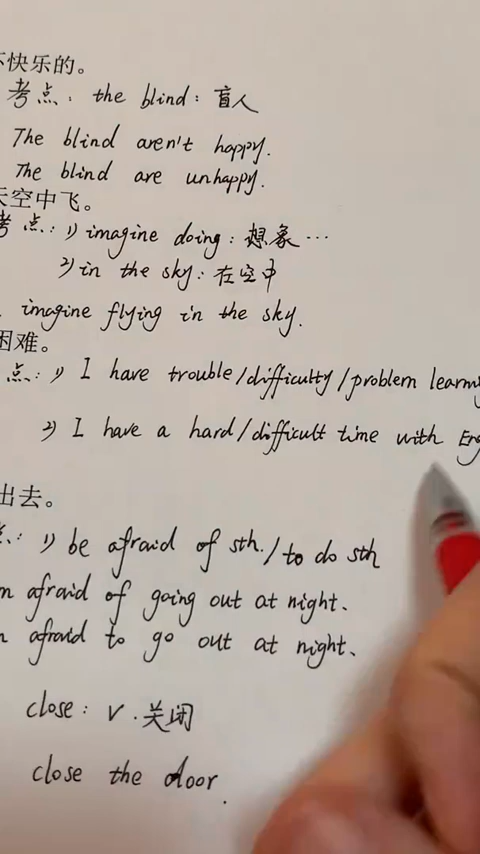 不快乐的。
考点: the blind: 盲人
The blind aren't happy.
The blind are unhappy.
天空中飞。
考点: 1) imagine doing: 想象…
2) in the sky: 在空中
imagine flying in the sky.
困难。
点: 1) I have trouble/difficulty/problem learning
2) I have a hard/difficult time with
出去。
点: 1) be afraid of sth./to do sth
afraid of going out at night.
afraid to go out at night.
close: v. 关闭
close the door.